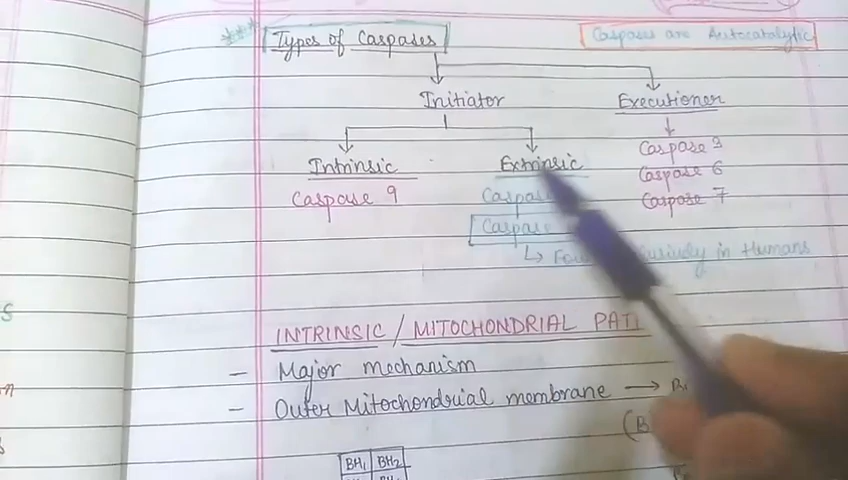 Types of Caspases
Caspases are Autocatalytic
Initiator
Executioner
Intrinsic
Extrinsic
Caspase 9
Caspase 3
Caspase 6
Caspase 7
in Humans
INTRINSIC / MITOCHONDRIAL
- Major mechanism
- Outer Mitochondrial membrane →
BH1 BH2